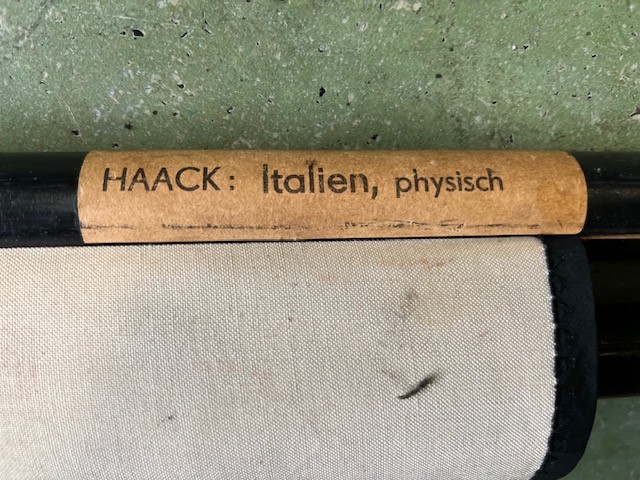 HAACK: Italien, physisch